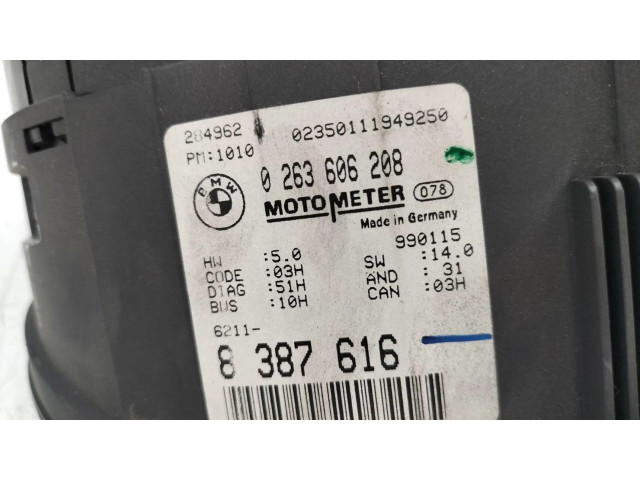 284962 02350111949250
PM:1010
BMW 0 263 606 208
MOTOMETER 078
Made in Germany
990115
HW :5.0 SW :14.0
CODE :03H AND : 31
DIAG :51H CAN :03H
BUS :10H
6211-
8 387 616